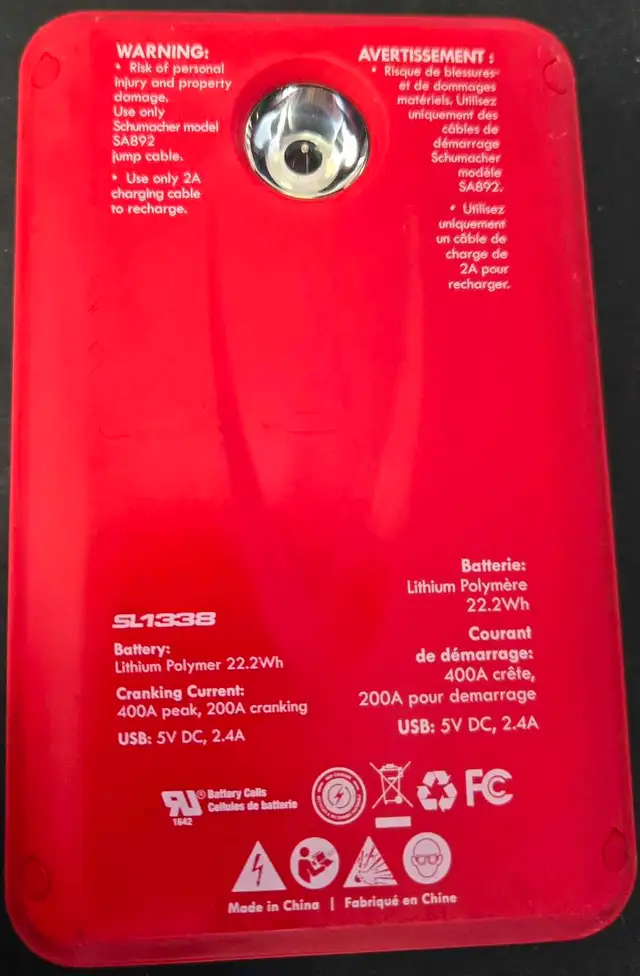 WARNING:
• Risk of personal
injury and property
damage.
Use only
Schumacher model
SA892
jump cable.
• Use only 2A
charging cable
to recharge.
AVERTISSEMENT :
• Risque de blessures
et de dommages
matériels. Utilisez
uniquement des
câbles de
démarrage
Schumacher
modèle
SA892.
• Utilisez
uniquement
un câble de
charge de
2A pour
recharger.
SL1338
Battery:
Lithium Polymer 22.2Wh
Cranking Current:
400A peak, 200A cranking
USB: 5V DC, 2.4A
Batterie:
Lithium Polymère
22.2Wh
Courant
de démarrage:
400A crête,
200A pour demarrage
USB: 5V DC, 2.4A
RU® Battery Cells
Cellules de batterie
1642
FC
Made in China | Fabriqué en Chine